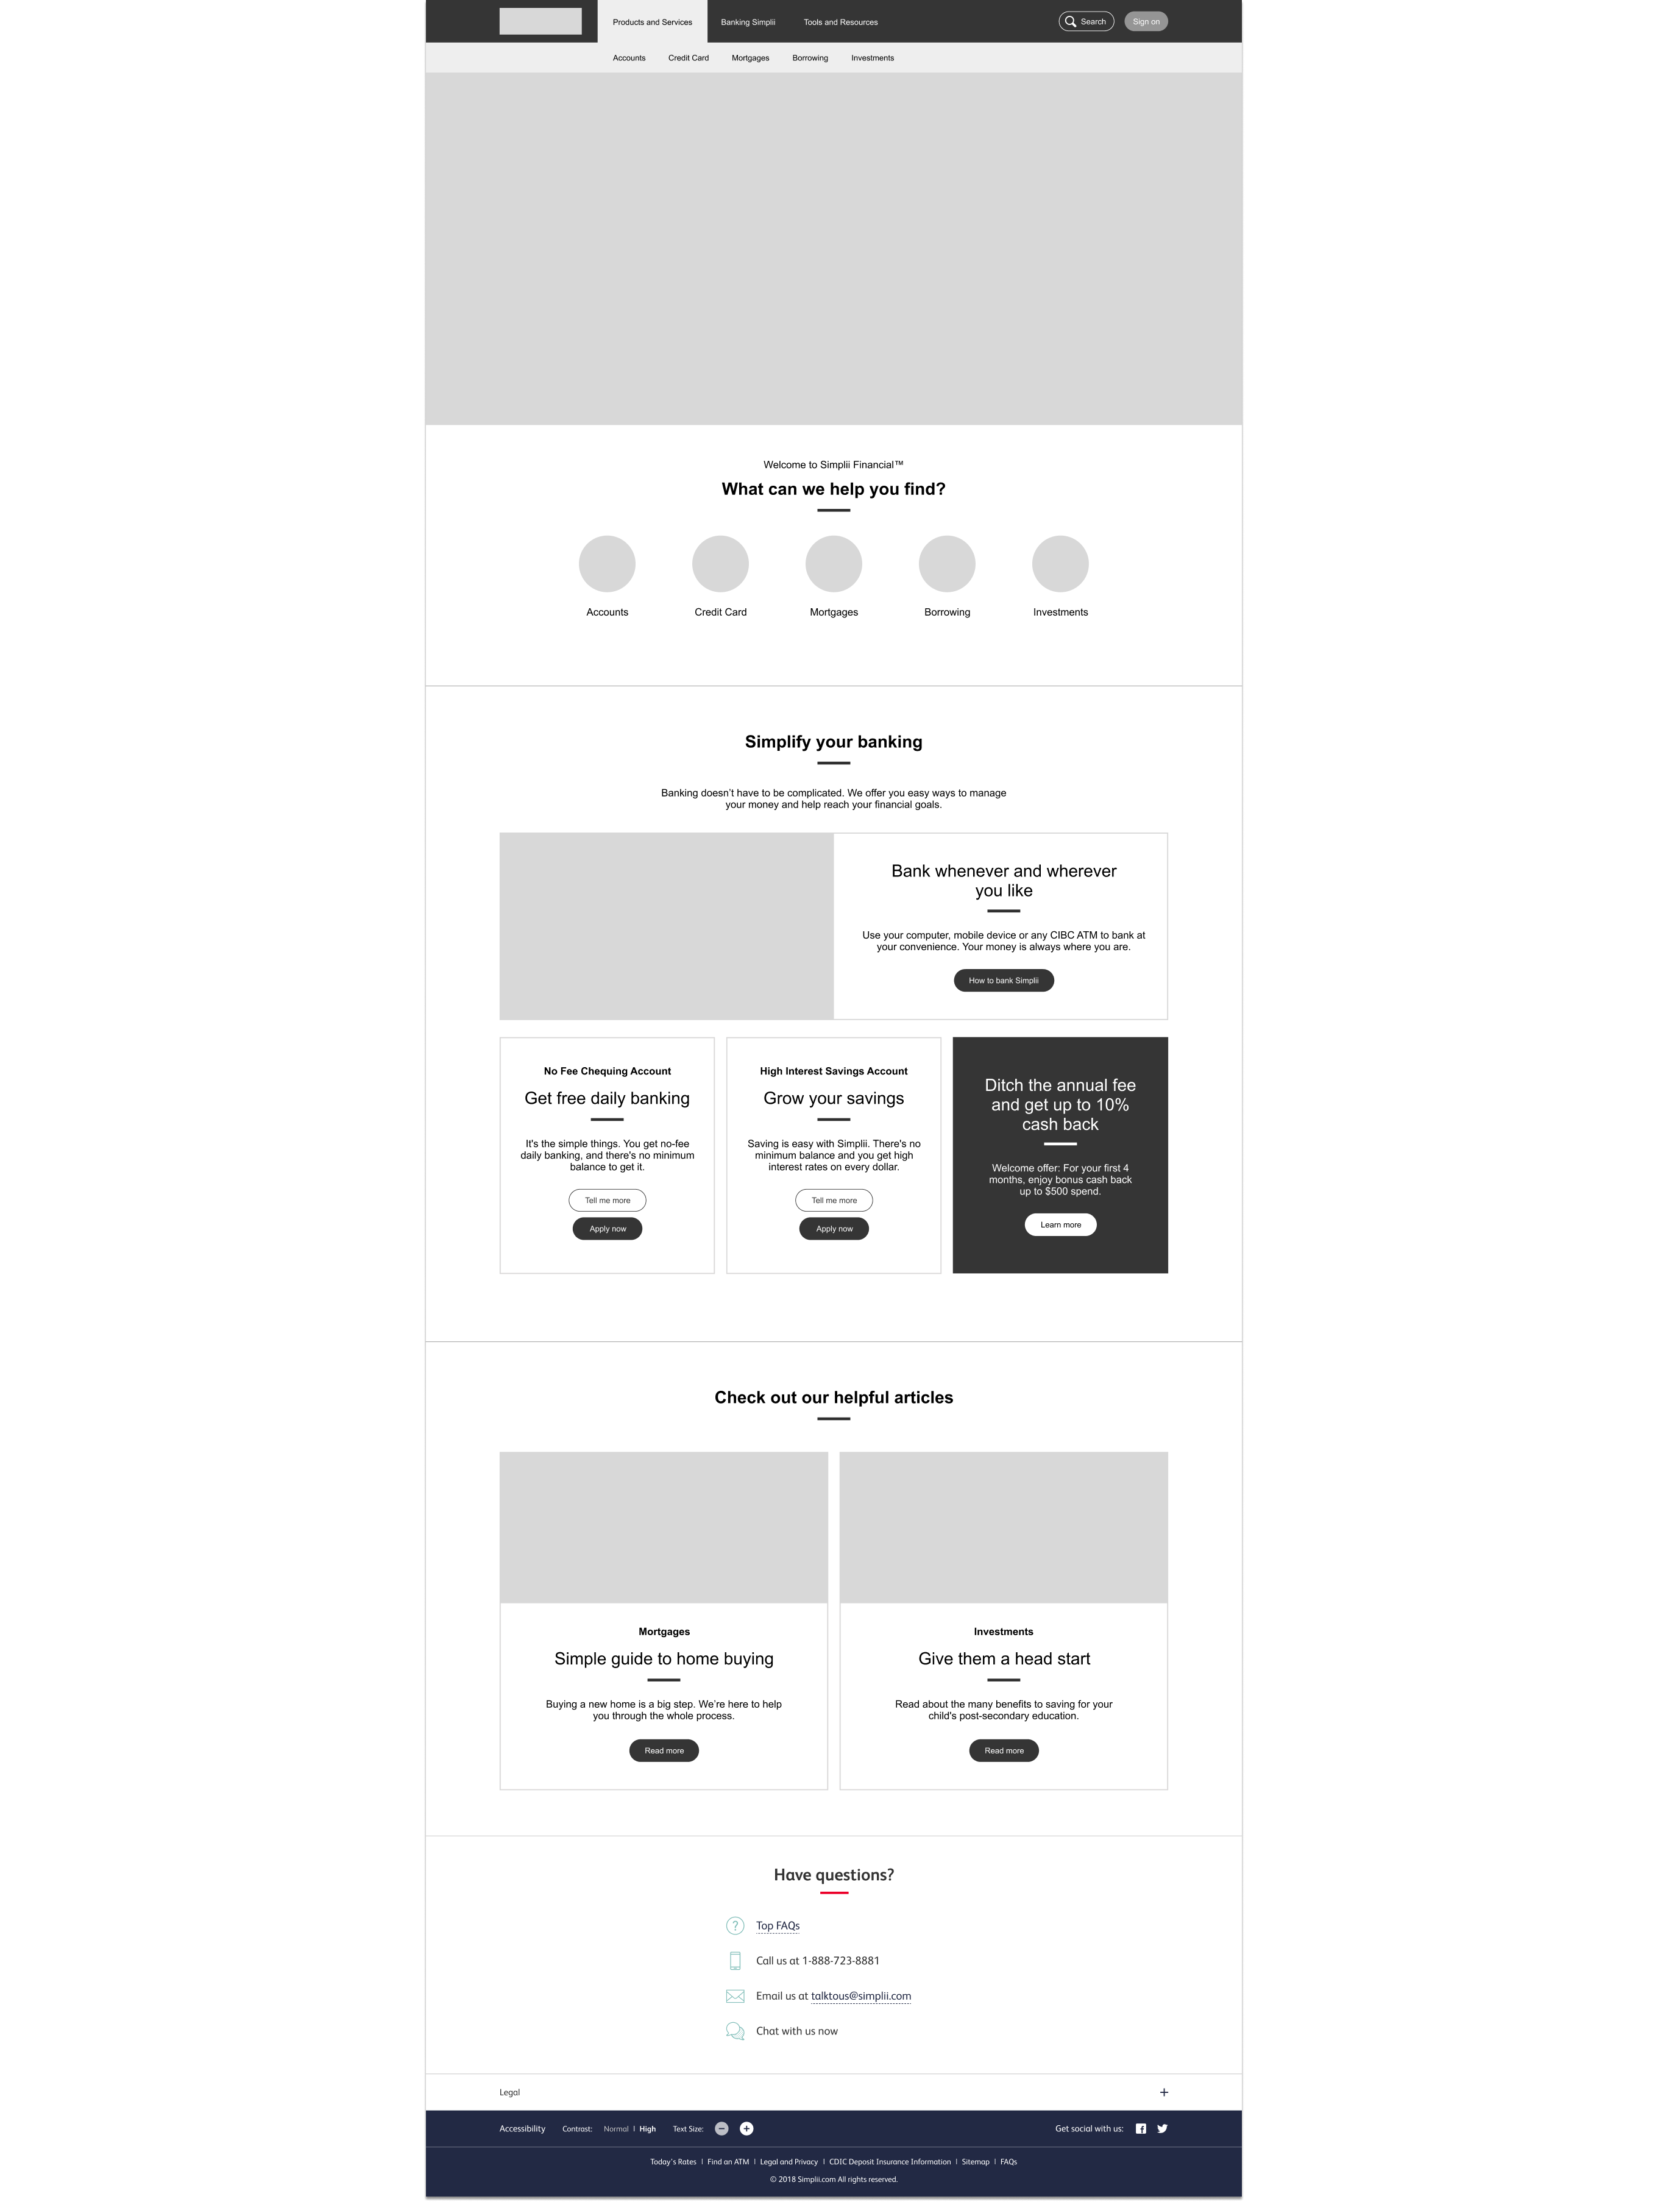 Products and Services
Banking Simplii
Tools and Resources
Search
Sign on
Accounts
Credit Card
Mortgages
Borrowing
Investments
Welcome to Simplii Financial™
What can we help you find?
Accounts
Credit Card
Mortgages
Borrowing
Investments
Simplify your banking
Banking doesn't have to be complicated. We offer you easy ways to manage
your money and help reach your financial goals.
Bank whenever and wherever
you like
Use your computer, mobile device or any CIBC ATM to bank at
your convenience. Your money is always where you are.
How to bank Simplii
No Fee Chequing Account
Get free daily banking
It's the simple things. You get no-fee
daily banking, and there's no minimum
balance to get it.
Tell me more
Apply now
High Interest Savings Account
Grow your savings
Saving is easy with Simplii. There's no
minimum balance and you get high
interest rates on every dollar.
Tell me more
Apply now
Ditch the annual fee
and get up to 10%
cash back
Welcome offer: For your first 4
months, enjoy bonus cash back
up to $500 spend.
Learn more
Check out our helpful articles
Mortgages
Simple guide to home buying
Buying a new home is a big step. We're here to help
you through the whole process.
Read more
Investments
Give them a head start
Read about the many benefits to saving for your
child's post-secondary education.
Read more
Have questions?
Top FAQs
Call us at 1-888-723-8881
Email us at talktous@simplii.com
Chat with us now
Legal +
Accessibility Contrast: Normal | High Text Size: − +
Get social with us:
Today's Rates | Find an ATM | Legal and Privacy | CDIC Deposit Insurance Information | Sitemap | FAQs
© 2018 Simplii.com All rights reserved.